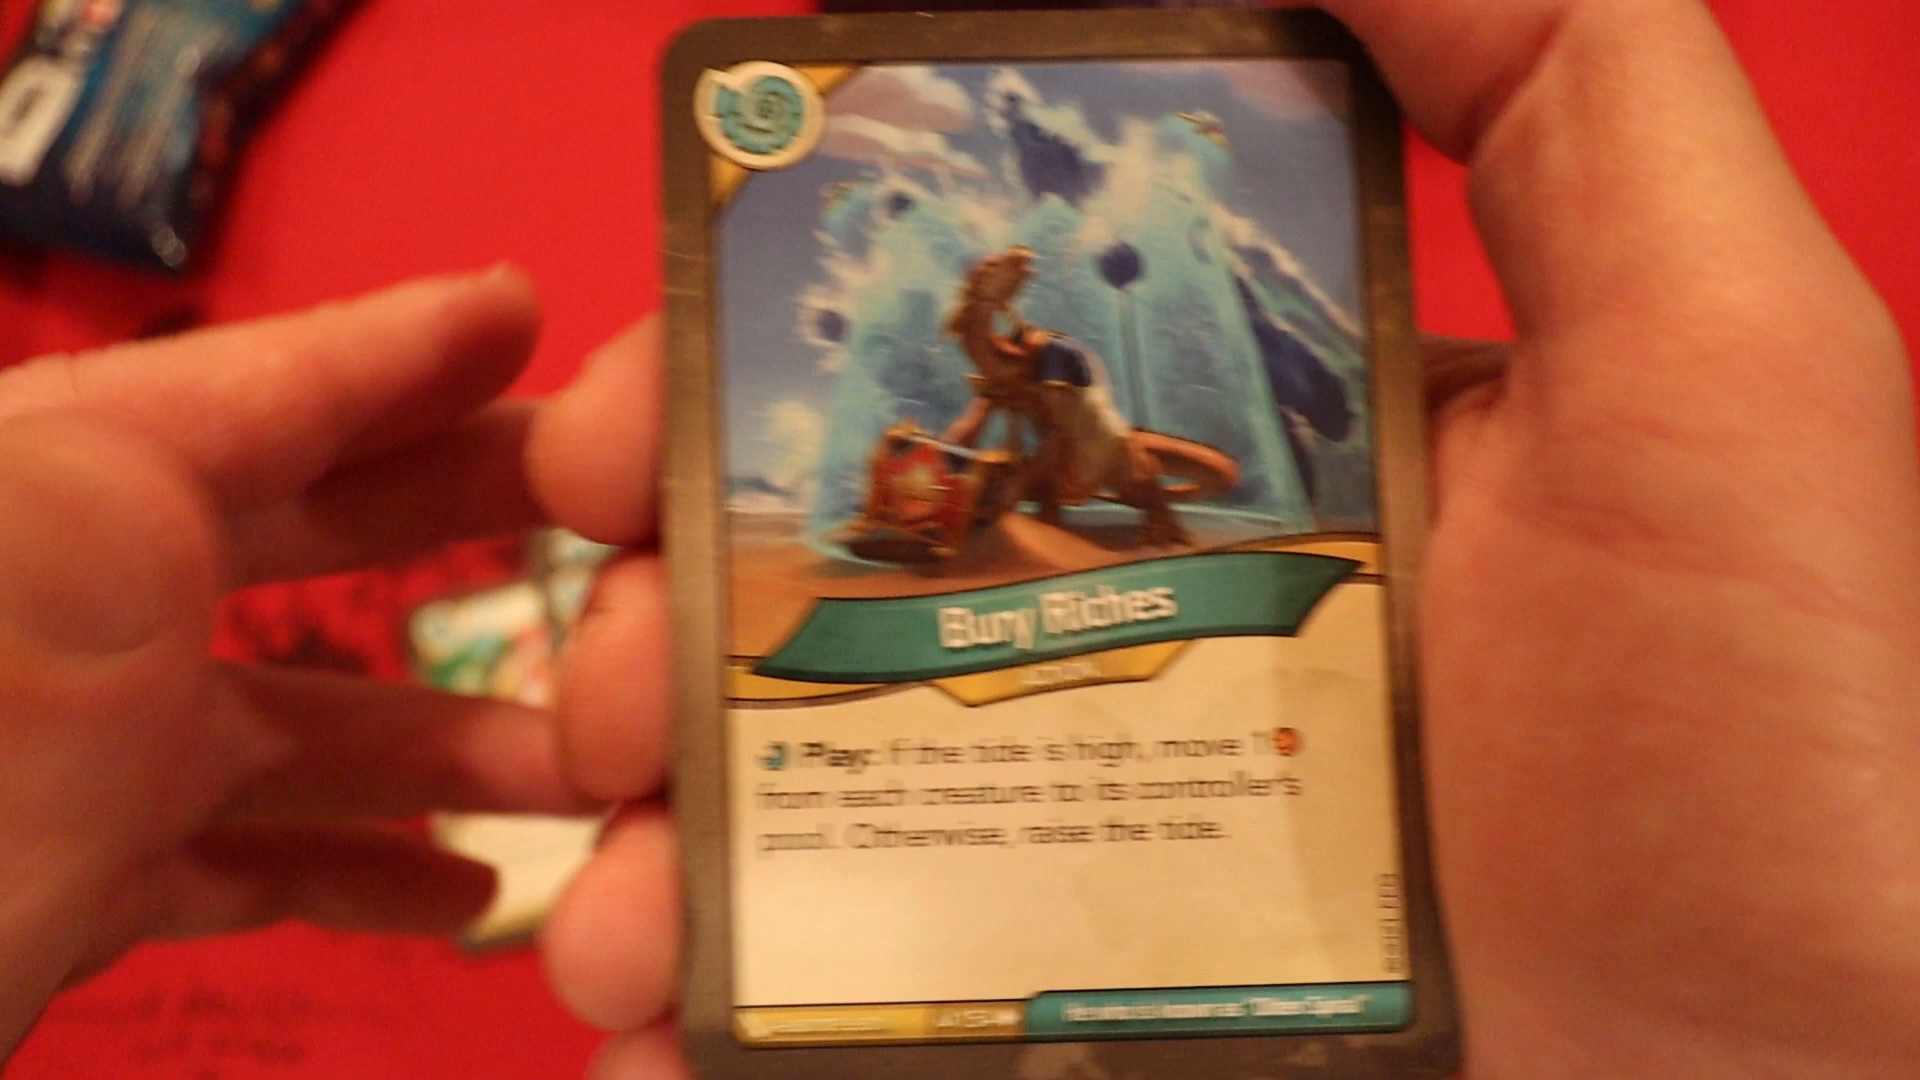 Bury Riches
ACTION
Play: If the tide is high, move 1
from each creature to its controller's
pool. Otherwise, raise the tide.